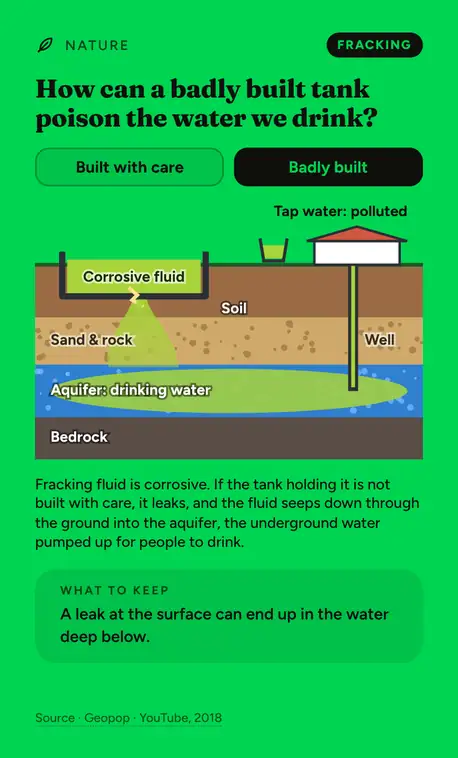 NATURE
FRACKING
How can a badly built tank
poison the water we drink?
Built with care
Badly built
Tap water: polluted
Corrosive fluid
Soil
Sand & rock
Well
Aquifer: drinking water
Bedrock
Fracking fluid is corrosive. If the tank holding it is not
built with care, it leaks, and the fluid seeps down through
the ground into the aquifer, the underground water
pumped up for people to drink.
WHAT TO KEEP
A leak at the surface can end up in the water
deep below.
Source · Geopop · YouTube, 2018